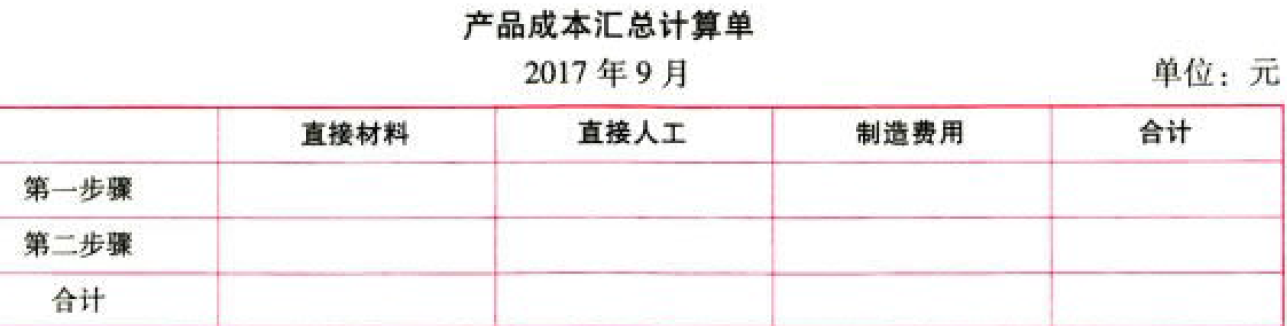 产品成本汇总计算单
2017 年 9 月
单位：元
直接材料 直接人工 制造费用 合计
第一步骤
第二步骤
合计